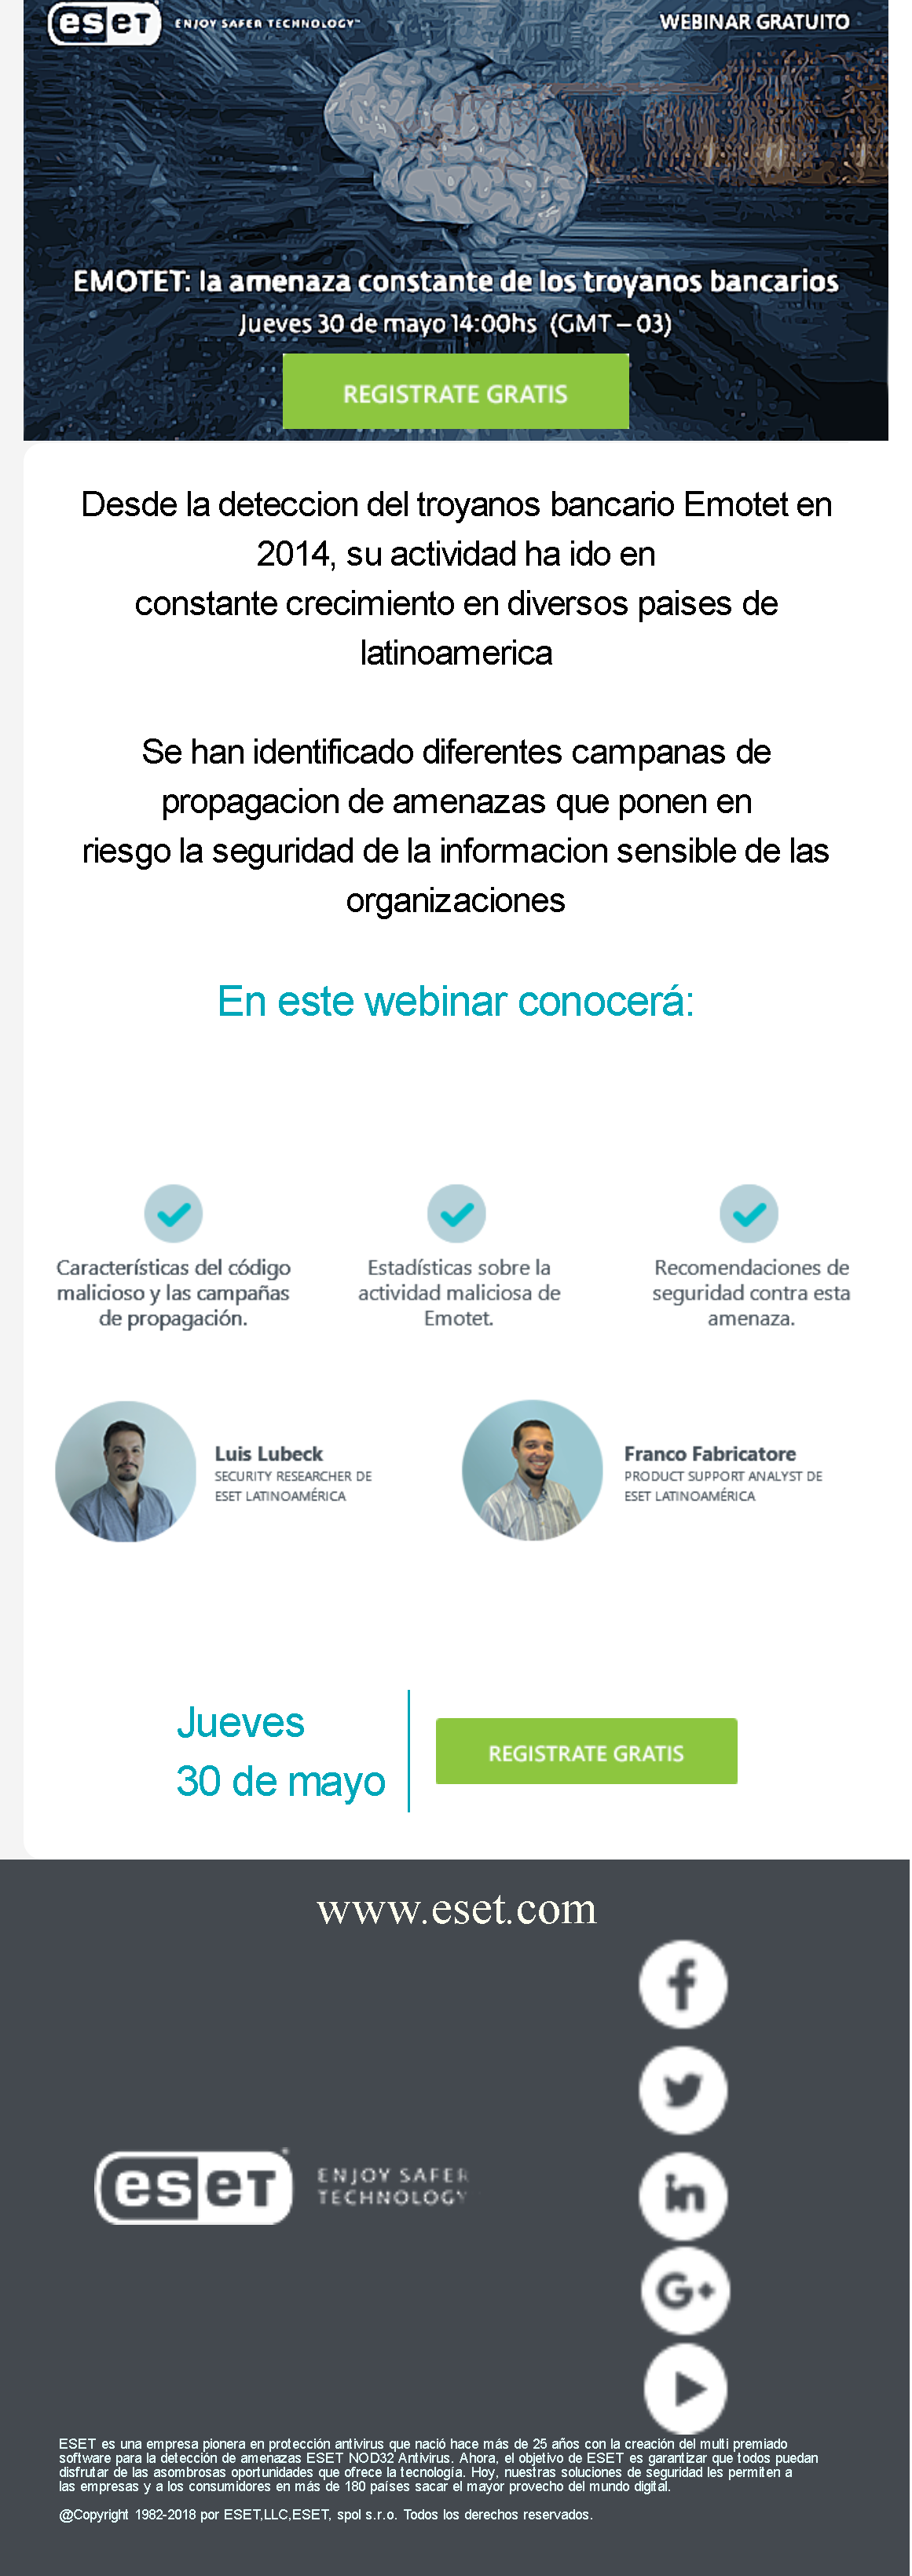 eset ENJOY SAFER TECHNOLOGY™
WEBINAR GRATUITO
EMOTET: la amenaza constante de los troyanos bancarios
Jueves 30 de mayo 14:00hs (GMT – 03)
REGISTRATE GRATIS
Desde la deteccion del troyanos bancario Emotet en
2014, su actividad ha ido en
constante crecimiento en diversos paises de
latinoamerica
Se han identificado diferentes campanas de
propagacion de amenazas que ponen en
riesgo la seguridad de la informacion sensible de las
organizaciones
En este webinar conocerá:
Características del código
malicioso y las campañas
de propagación.
Estadísticas sobre la
actividad maliciosa de
Emotet.
Recomendaciones de
seguridad contra esta
amenaza.
Luis Lubeck
SECURITY RESEARCHER DE
ESET LATINOAMÉRICA
Franco Fabricatore
PRODUCT SUPPORT ANALYST DE
ESET LATINOAMÉRICA
Jueves
30 de mayo
REGISTRATE GRATIS
www.eset.com
f
in
G+
eset
ENJOY SAFER
TECHNOLOGY
ESET es una empresa pionera en protección antivirus que nació hace más de 25 años con la creación del multi premiado
software para la detección de amenazas ESET NOD32 Antivirus. Ahora, el objetivo de ESET es garantizar que todos puedan
disfrutar de las asombrosas oportunidades que ofrece la tecnología. Hoy, nuestras soluciones de seguridad les permiten a
las empresas y a los consumidores en más de 180 países sacar el mayor provecho del mundo digital.
@Copyright 1982-2018 por ESET,LLC,ESET, spol s.r.o. Todos los derechos reservados.